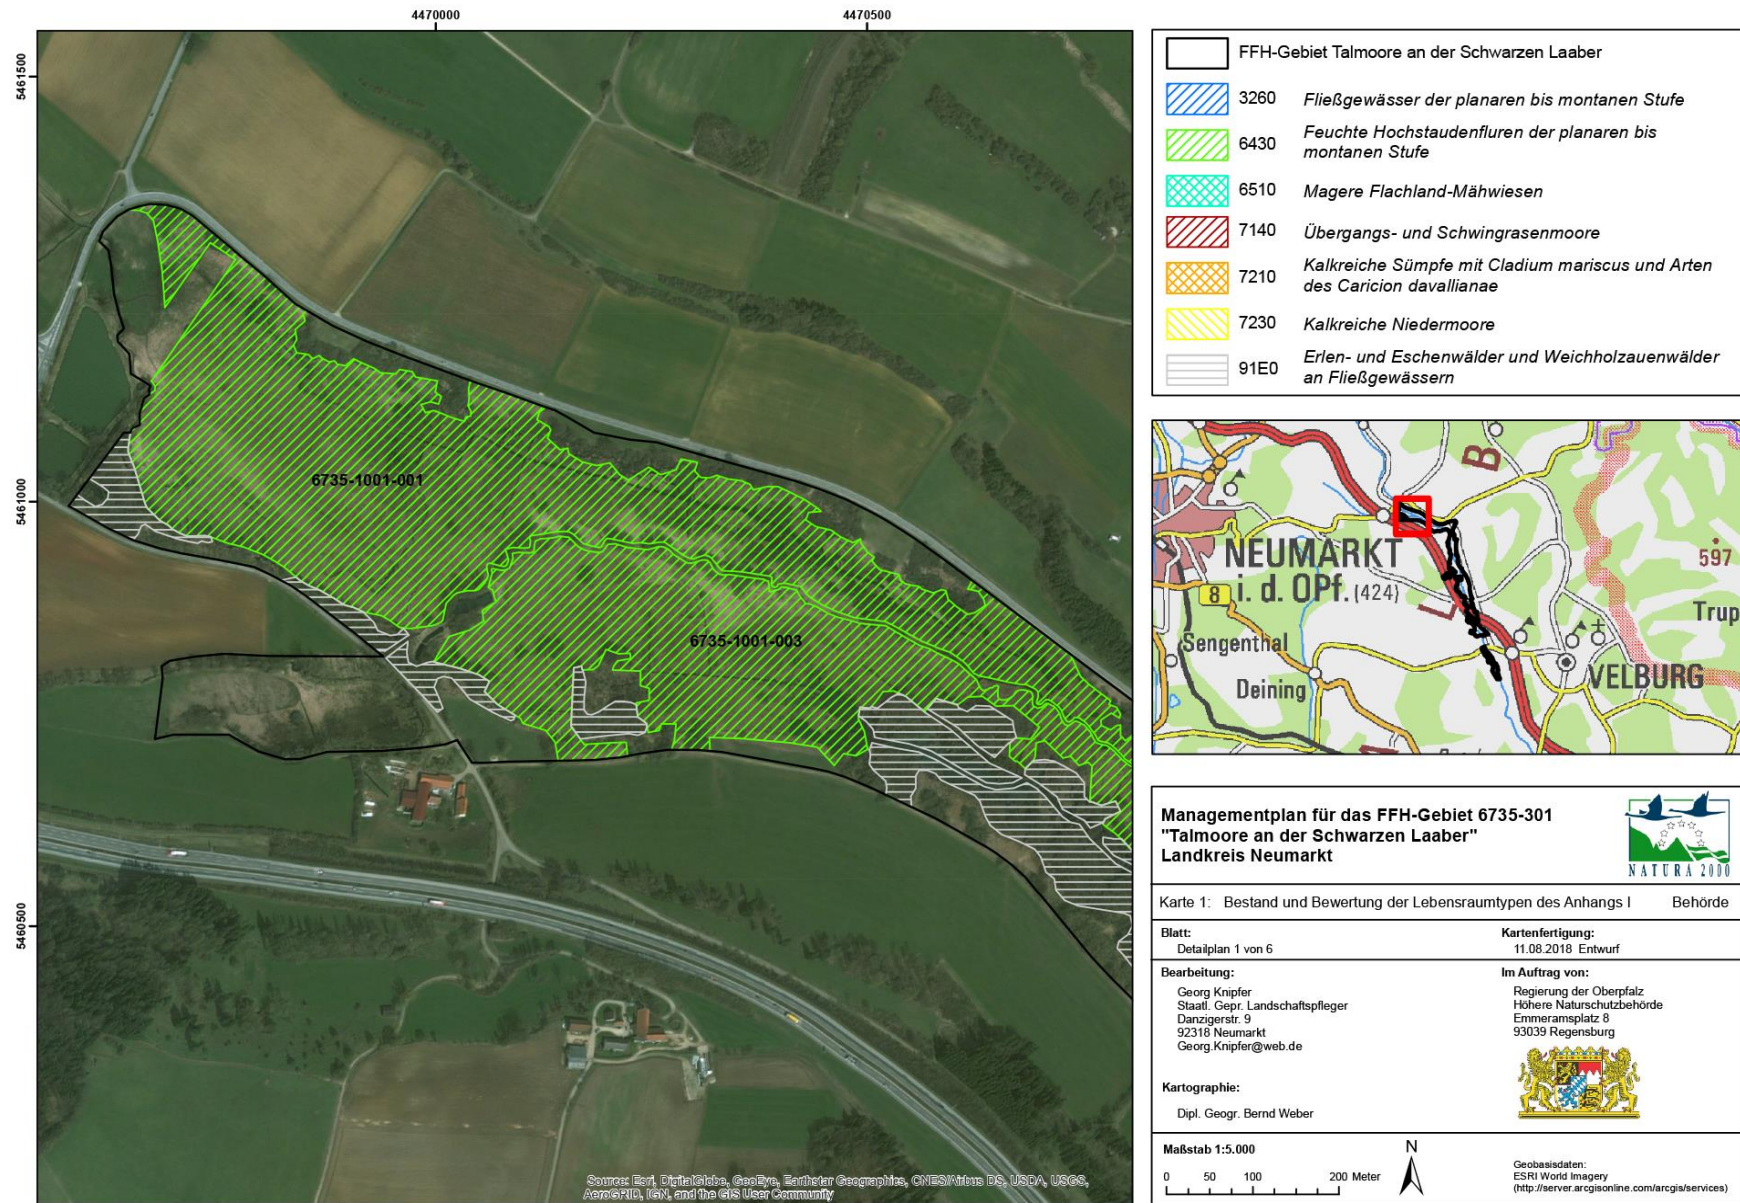 4470000
4470500
5461500
5461000
5460500
6735-1001-001
6735-1001-003
Source: Esri, DigitalGlobe, GeoEye, Earthstar Geographics, CNES/Airbus DS, USDA, USGS,
AeroGRID, IGN, and the GIS User Community
FFH-Gebiet Talmoore an der Schwarzen Laaber
3260 Fließgewässer der planaren bis montanen Stufe
6430 Feuchte Hochstaudenfluren der planaren bis
montanen Stufe
6510 Magere Flachland-Mähwiesen
7140 Übergangs- und Schwingrasenmoore
7210 Kalkreiche Sümpfe mit Cladium mariscus und Arten
des Caricion davallianae
7230 Kalkreiche Niedermoore
91E0 Erlen- und Eschenwälder und Weichholzauenwälder
an Fließgewässern
B
NEUMARKT
i. d. OPf. (424)
8
L
597
Trup
Sengenthal
Deining
VELBURG
Managementplan für das FFH-Gebiet 6735-301
"Talmoore an der Schwarzen Laaber"
Landkreis Neumarkt
NATURA 2000
Karte 1: Bestand und Bewertung der Lebensraumtypen des Anhangs I Behörde
Blatt:
Detailplan 1 von 6
Kartenfertigung:
11.08.2018 Entwurf
Bearbeitung:
Georg Knipfer
Staatl. Gepr. Landschaftspfleger
Danzigerstr. 9
92318 Neumarkt
Georg.Knipfer@web.de
Im Auftrag von:
Regierung der Oberpfalz
Höhere Naturschutzbehörde
Emmeramsplatz 8
93039 Regensburg
Kartographie:
Dipl. Geogr. Bernd Weber
Maßstab 1:5.000
0 50 100 200 Meter
N
Geobasisdaten:
ESRI World Imagery
(http://server.arcgisonline.com/arcgis/services)